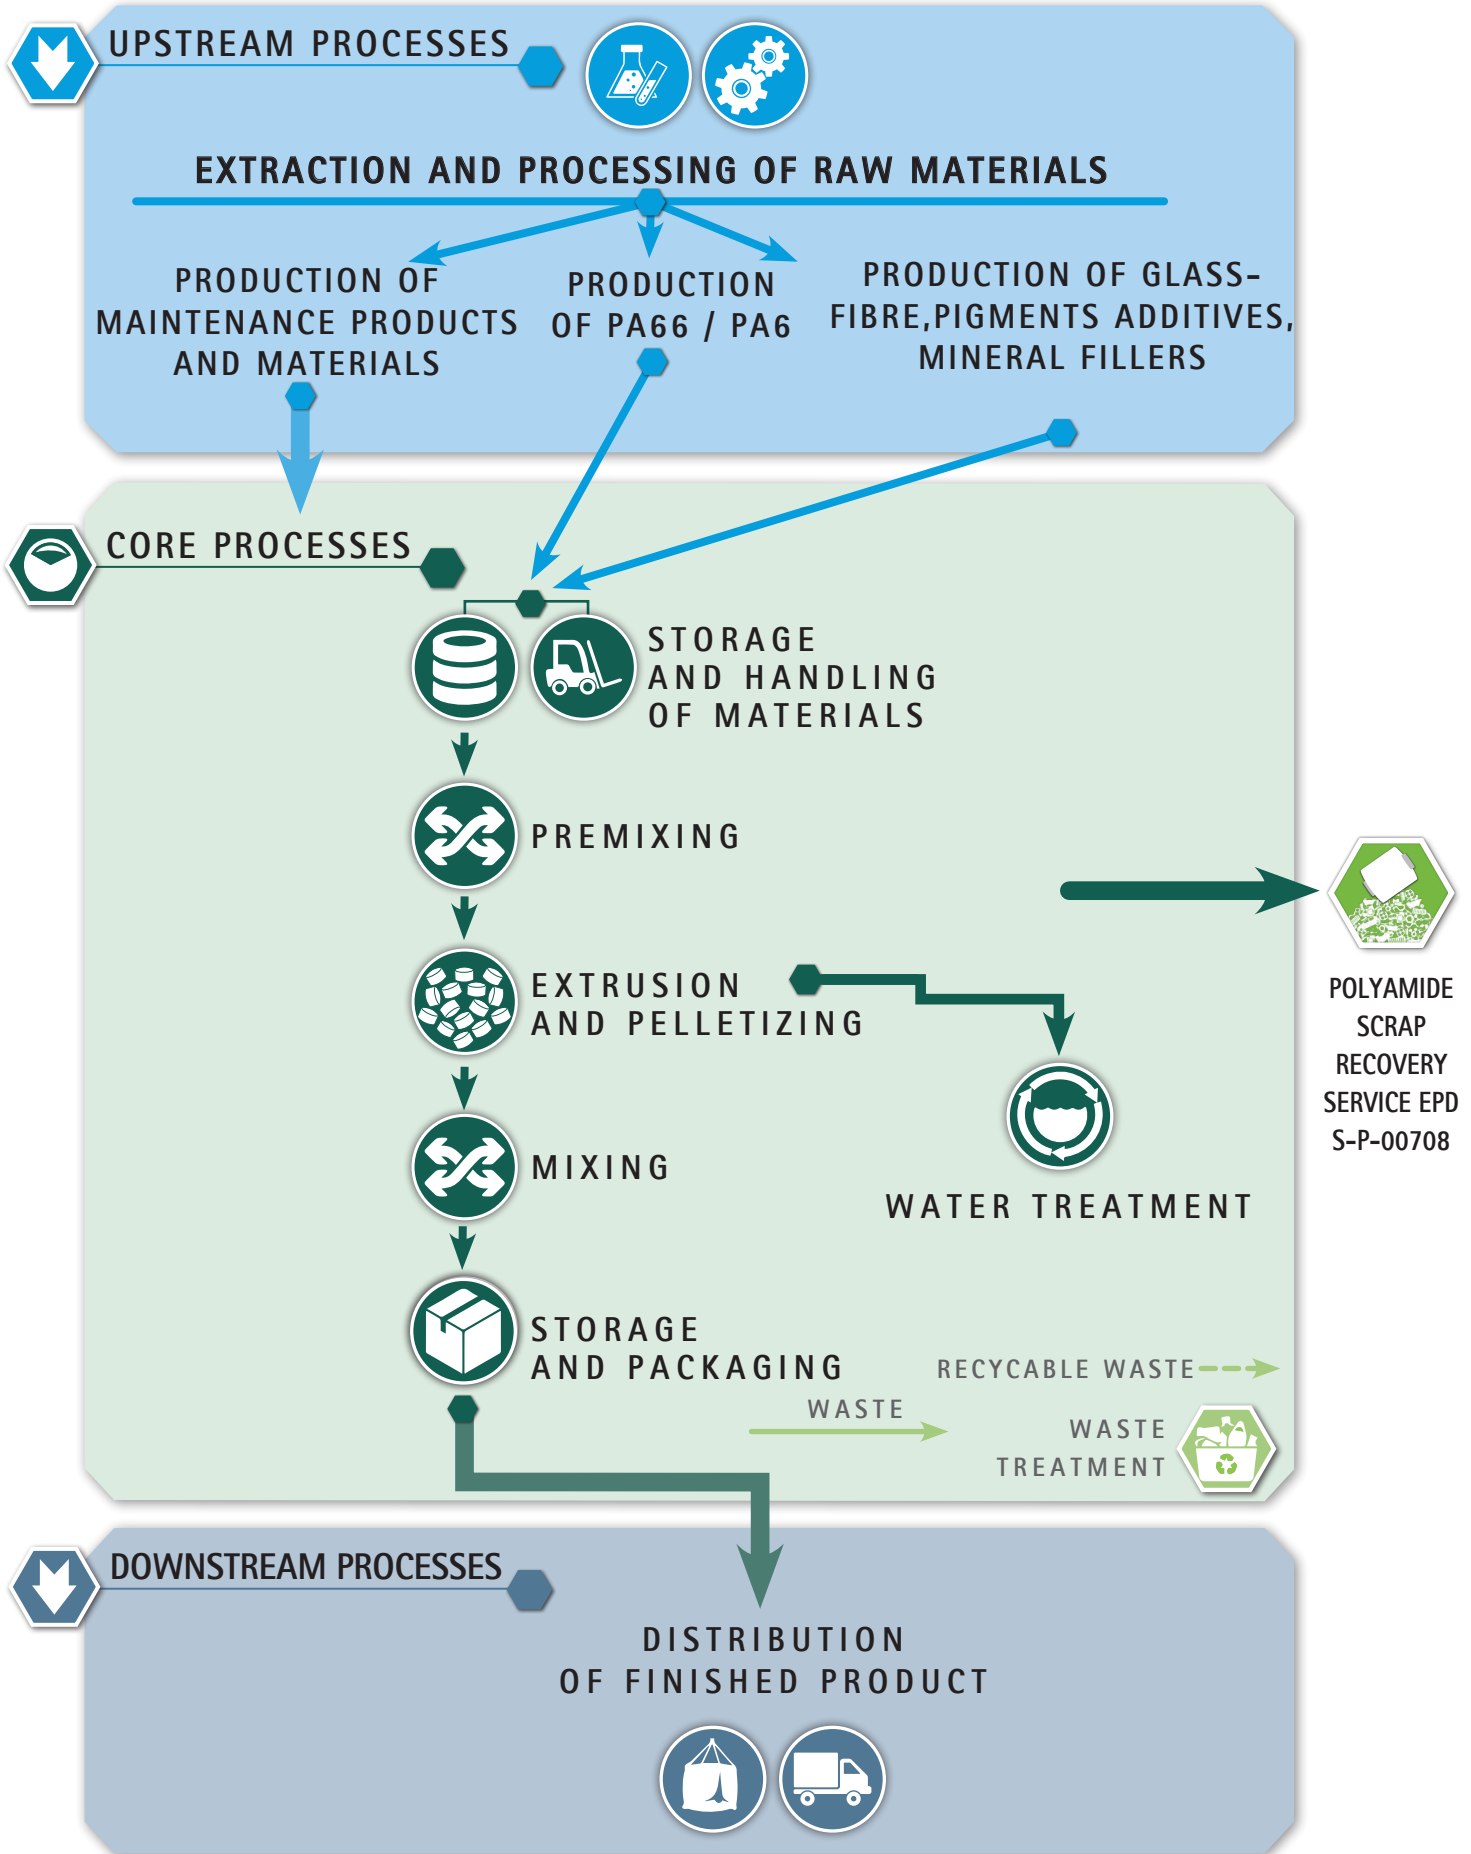 UPSTREAM PROCESSES
EXTRACTION AND PROCESSING OF RAW MATERIALS
PRODUCTION OF
MAINTENANCE PRODUCTS
AND MATERIALS
PRODUCTION
OF PA66 / PA6
PRODUCTION OF GLASS-
FIBRE,PIGMENTS ADDITIVES,
MINERAL FILLERS
CORE PROCESSES
STORAGE
AND HANDLING
OF MATERIALS
PREMIXING
EXTRUSION
AND PELLETIZING
MIXING
WATER TREATMENT
STORAGE
AND PACKAGING
RECYCABLE WASTE
WASTE
WASTE
TREATMENT
POLYAMIDE
SCRAP
RECOVERY
SERVICE EPD
S-P-00708
DOWNSTREAM PROCESSES
DISTRIBUTION
OF FINISHED PRODUCT